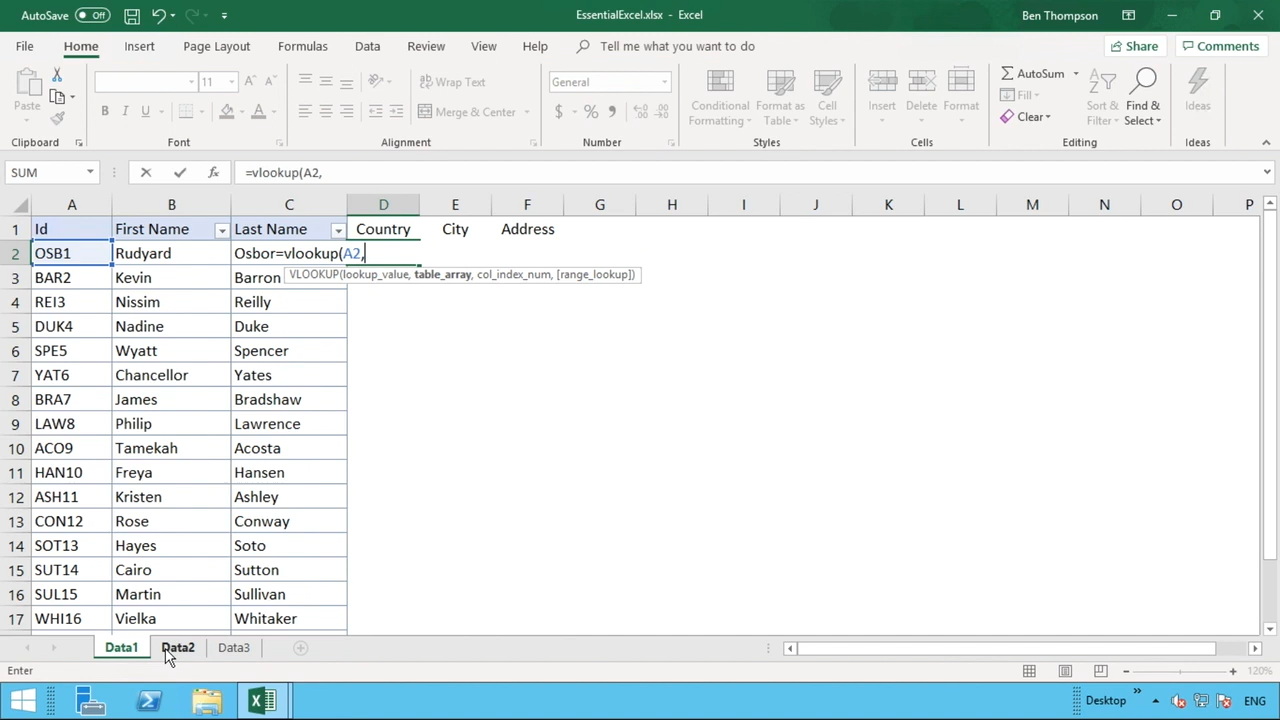 AutoSave Off EssentialExcel.xlsx - Excel Ben Thompson
File Home Insert Page Layout Formulas Data Review View Help Tell me what you want to do Share Comments
Paste 11 A A B I U A Wrap Text Merge & Center General $ % Conditional Formatting Format as Table Cell Styles Insert Delete Format AutoSum Fill Clear Sort & Filter Find & Select Ideas
Clipboard Font Alignment Number Styles Cells Editing Ideas
SUM fx =vlookup(A2,
A B C D E F G H I J K L M N O P
1 Id First Name Last Name Country City Address
2 OSB1 Rudyard Osbor=vlookup(A2,
VLOOKUP(lookup_value, table_array, col_index_num, [range_lookup])
3 BAR2 Kevin Barron
4 REI3 Nissim Reilly
5 DUK4 Nadine Duke
6 SPE5 Wyatt Spencer
7 YAT6 Chancellor Yates
8 BRA7 James Bradshaw
9 LAW8 Philip Lawrence
10 ACO9 Tamekah Acosta
11 HAN10 Freya Hansen
12 ASH11 Kristen Ashley
13 CON12 Rose Conway
14 SOT13 Hayes Soto
15 SUT14 Cairo Sutton
16 SUL15 Martin Sullivan
17 WHI16 Vielka Whitaker
Data1 Data2 Data3
Enter 120%
Desktop ENG